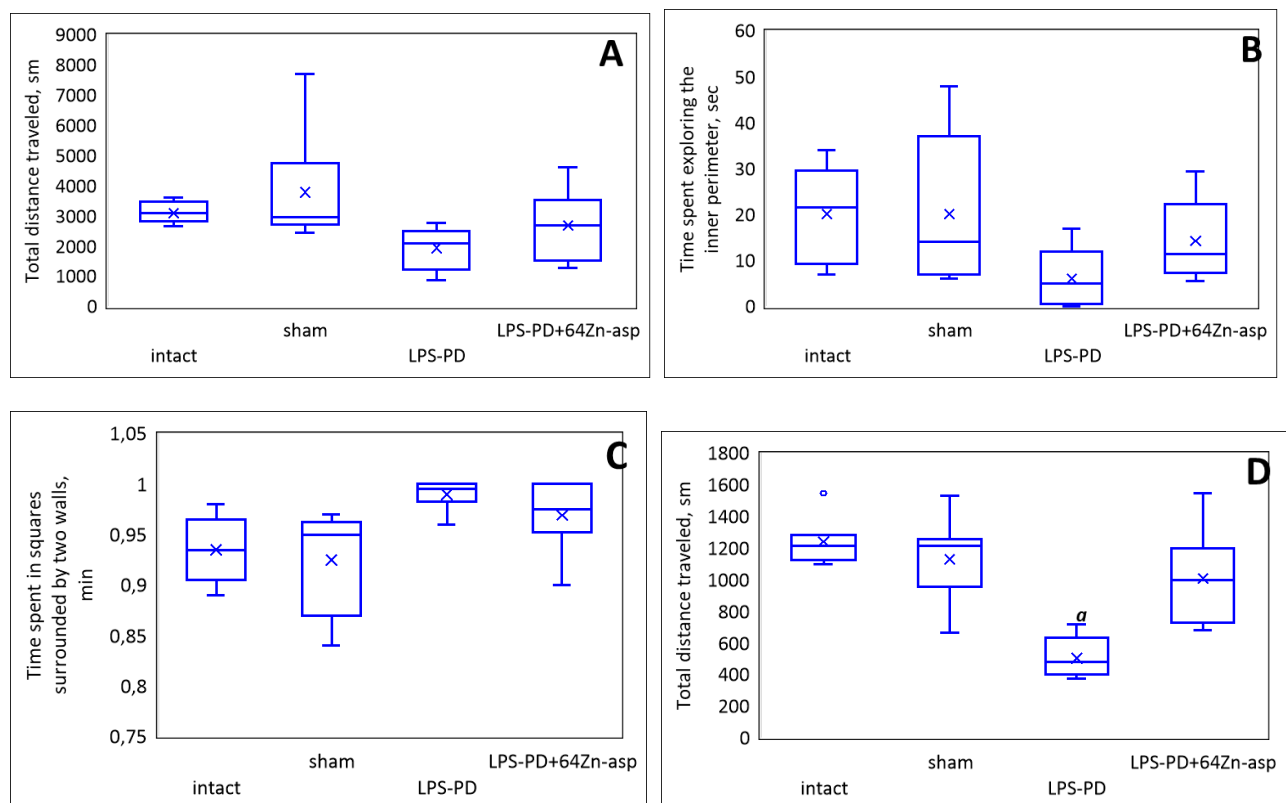 A
Total distance traveled, sm
9000
8000
7000
6000
5000
4000
3000
2000
1000
0
intact
sham
LPS-PD
LPS-PD+64Zn-asp
B
Time spent exploring the
inner perimeter, sec
60
50
40
30
20
10
0
intact
sham
LPS-PD
LPS-PD+64Zn-asp
C
Time spent in squares
surrounded by two walls,
min
1,05
1
0,95
0,9
0,85
0,8
0,75
intact
sham
LPS-PD
LPS-PD+64Zn-asp
D
Total distance traveled, sm
1800
1600
1400
1200
1000
800
600
400
200
0
a
intact
sham
LPS-PD
LPS-PD+64Zn-asp